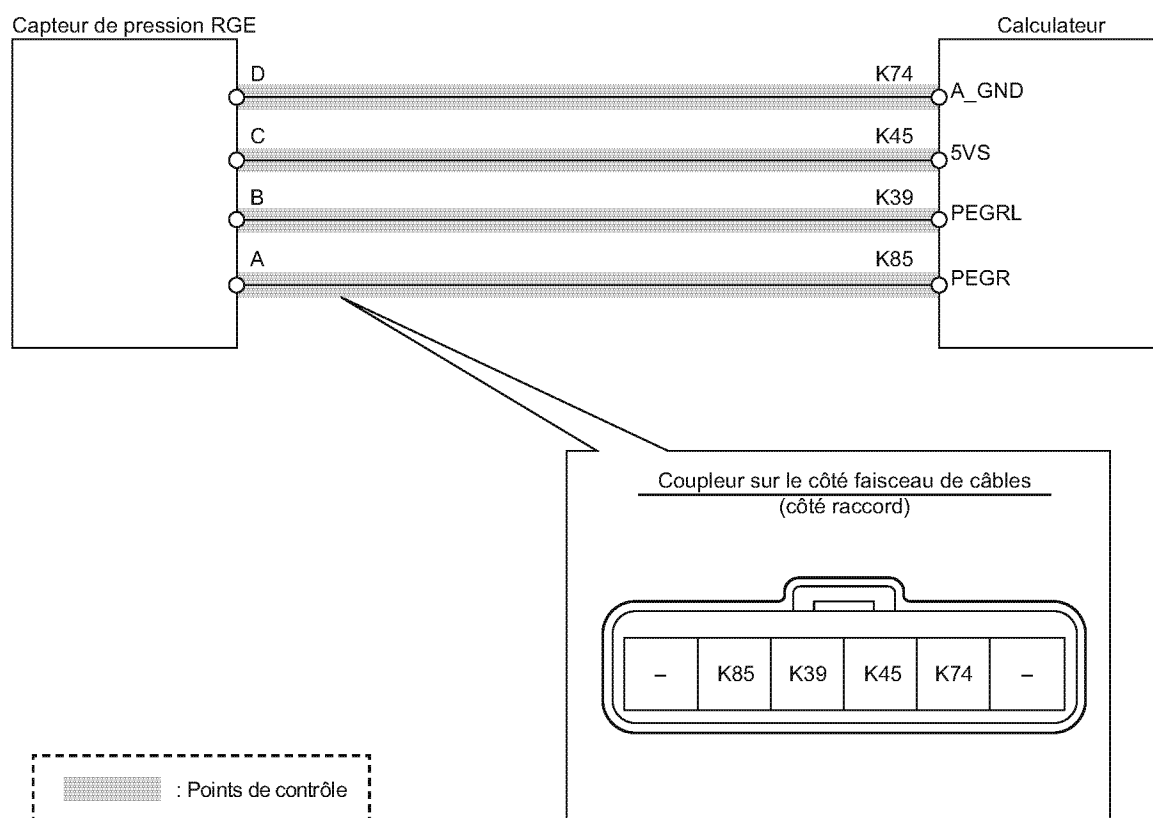 Capteur de pression RGE
Calculateur
D
K74
A_GND
C
K45
5VS
B
K39
PEGRL
A
K85
PEGR
Coupleur sur le côté faisceau de câbles
(côté raccord)
– K85 K39 K45 K74 –
: Points de contrôle